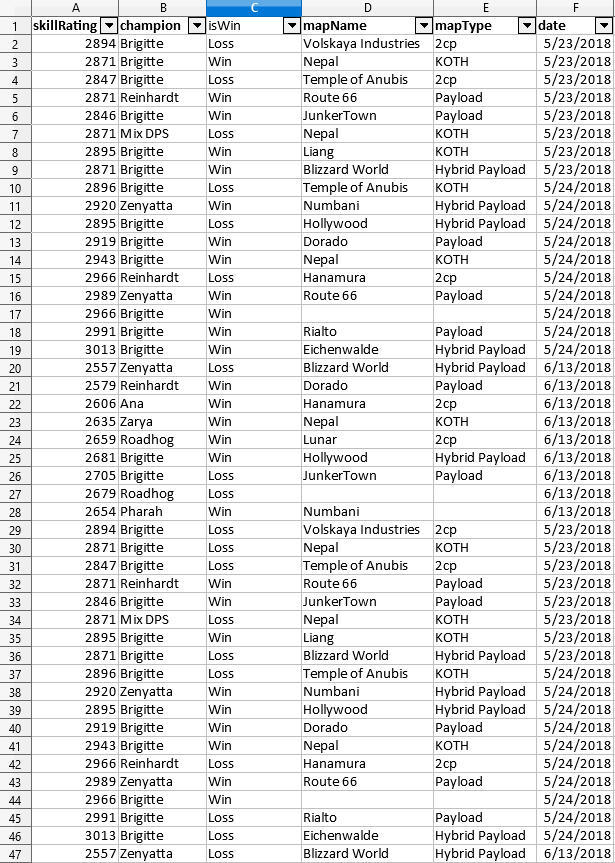 A B C D E F
1 skillRating champion isWin mapName mapType date
2 2894 Brigitte Loss Volskaya Industries 2cp 5/23/2018
3 2871 Brigitte Win Nepal KOTH 5/23/2018
4 2847 Brigitte Loss Temple of Anubis 2cp 5/23/2018
5 2871 Reinhardt Win Route 66 Payload 5/23/2018
6 2846 Brigitte Win JunkerTown Payload 5/23/2018
7 2871 Mix DPS Loss Nepal KOTH 5/23/2018
8 2895 Brigitte Win Liang KOTH 5/23/2018
9 2871 Brigitte Win Blizzard World Hybrid Payload 5/23/2018
10 2896 Brigitte Loss Temple of Anubis KOTH 5/24/2018
11 2920 Zenyatta Win Numbani Hybrid Payload 5/24/2018
12 2895 Brigitte Loss Hollywood Hybrid Payload 5/24/2018
13 2919 Brigitte Win Dorado Payload 5/24/2018
14 2943 Brigitte Win Nepal KOTH 5/24/2018
15 2966 Reinhardt Loss Hanamura 2cp 5/24/2018
16 2989 Zenyatta Win Route 66 Payload 5/24/2018
17 2966 Brigitte Win 5/24/2018
18 2991 Brigitte Win Rialto Payload 5/24/2018
19 3013 Brigitte Win Eichenwalde Hybrid Payload 5/24/2018
20 2557 Zenyatta Loss Blizzard World Hybrid Payload 6/13/2018
21 2579 Reinhardt Win Dorado Payload 6/13/2018
22 2606 Ana Win Hanamura 2cp 6/13/2018
23 2635 Zarya Win Nepal KOTH 6/13/2018
24 2659 Roadhog Win Lunar 2cp 6/13/2018
25 2681 Brigitte Win Hollywood Hybrid Payload 6/13/2018
26 2705 Brigitte Loss JunkerTown Payload 6/13/2018
27 2679 Roadhog Loss 6/13/2018
28 2654 Pharah Win Numbani 6/13/2018
29 2894 Brigitte Loss Volskaya Industries 2cp 5/23/2018
30 2871 Brigitte Loss Nepal KOTH 5/23/2018
31 2847 Brigitte Loss Temple of Anubis 2cp 5/23/2018
32 2871 Reinhardt Win Route 66 Payload 5/23/2018
33 2846 Brigitte Win JunkerTown Payload 5/23/2018
34 2871 Mix DPS Loss Nepal KOTH 5/23/2018
35 2895 Brigitte Win Liang KOTH 5/23/2018
36 2871 Brigitte Loss Blizzard World Hybrid Payload 5/23/2018
37 2896 Brigitte Loss Temple of Anubis KOTH 5/24/2018
38 2920 Zenyatta Win Numbani Hybrid Payload 5/24/2018
39 2895 Brigitte Win Hollywood Hybrid Payload 5/24/2018
40 2919 Brigitte Win Dorado Payload 5/24/2018
41 2943 Brigitte Win Nepal KOTH 5/24/2018
42 2966 Reinhardt Loss Hanamura 2cp 5/24/2018
43 2989 Zenyatta Win Route 66 Payload 5/24/2018
44 2966 Brigitte Win 5/24/2018
45 2991 Brigitte Loss Rialto Payload 5/24/2018
46 3013 Brigitte Loss Eichenwalde Hybrid Payload 5/24/2018
47 2557 Zenyatta Loss Blizzard World Hybrid Payload 6/13/2018